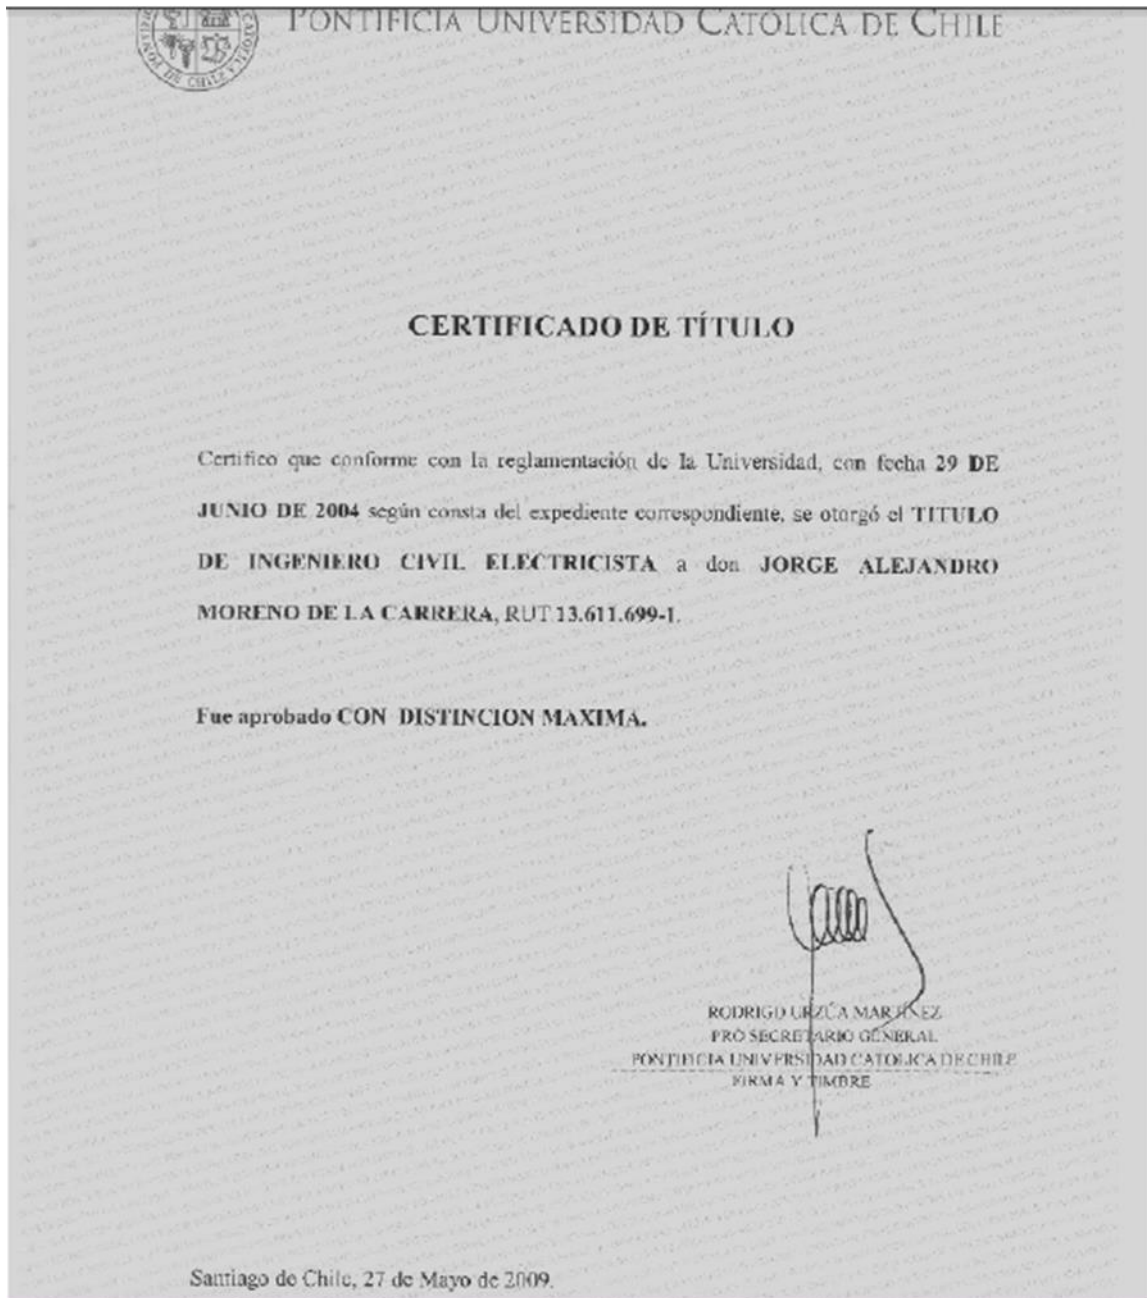 PONTIFICIA UNIVERSIDAD CATÓLICA DE CHILE
CERTIFICADO DE TÍTULO
Certifico que conforme con la reglamentación de la Universidad, con fecha 29 DE
JUNIO DE 2004 según consta del expediente correspondiente, se otorgó el TITULO
DE INGENIERO CIVIL ELECTRICISTA a don JORGE ALEJANDRO
MORENO DE LA CARRERA, RUT 13.611.699-1.
Fue aprobado CON DISTINCION MAXIMA.
RODRIGO URZÚA MARTINEZ
PRO SECRETARIO GENERAL
PONTIFICIA UNIVERSIDAD CATOLICA DE CHILE
FIRMA Y TIMBRE
Santiago de Chile, 27 de Mayo de 2009.